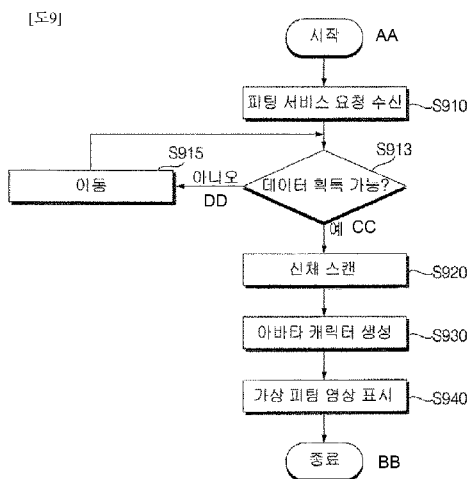 [도9]
시작 AA
피팅 서비스 요청 수신 S910
S915 S913
이동 아니오 데이터 획득 가능?
DD
예 CC
신체 스캔 S920
아바타 캐릭터 생성 S930
가상 피팅 영상 표시 S940
종료 BB